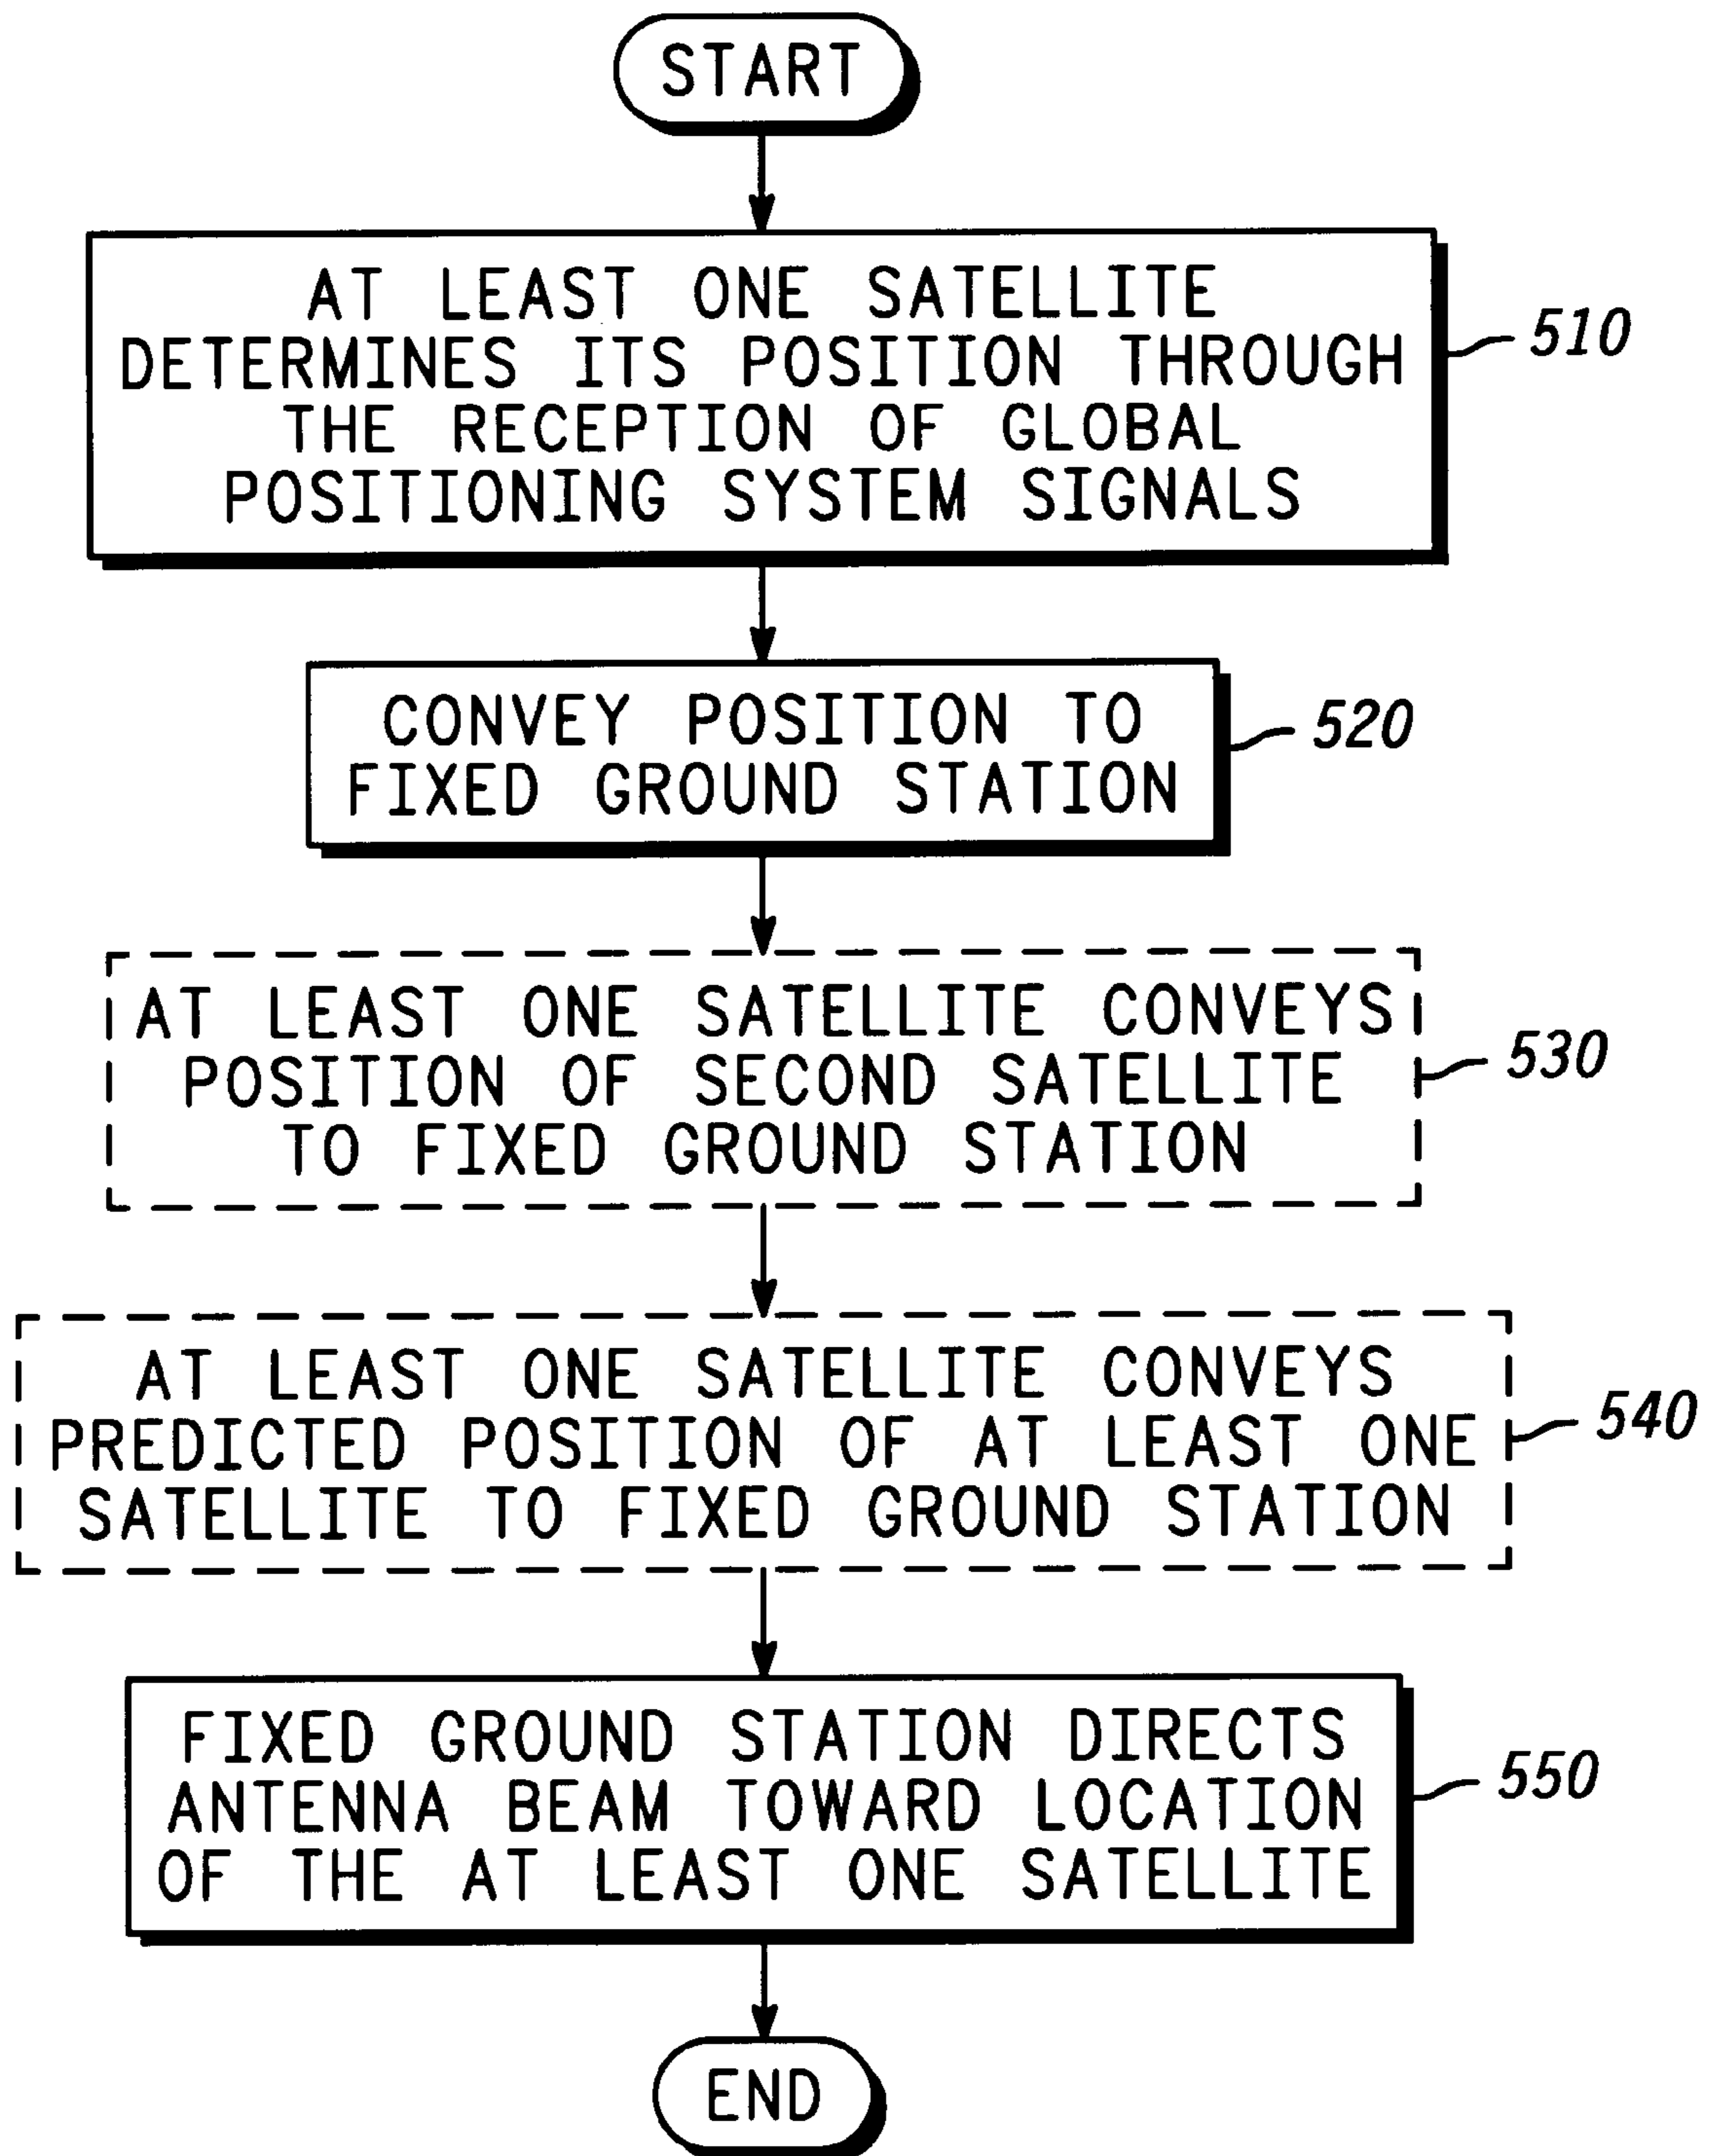 START
AT LEAST ONE SATELLITE
DETERMINES ITS POSITION THROUGH
THE RECEPTION OF GLOBAL
POSITIONING SYSTEM SIGNALS
510
CONVEY POSITION TO
FIXED GROUND STATION
520
AT LEAST ONE SATELLITE CONVEYS
POSITION OF SECOND SATELLITE
TO FIXED GROUND STATION
530
AT LEAST ONE SATELLITE CONVEYS
PREDICTED POSITION OF AT LEAST ONE
SATELLITE TO FIXED GROUND STATION
540
FIXED GROUND STATION DIRECTS
ANTENNA BEAM TOWARD LOCATION
OF THE AT LEAST ONE SATELLITE
550
END